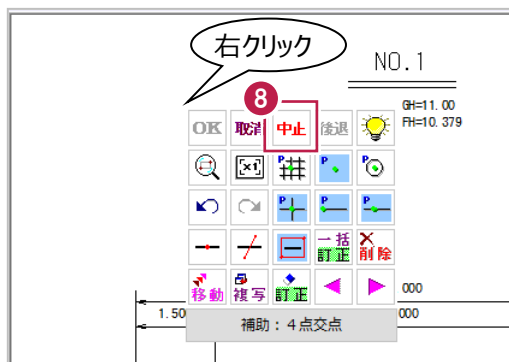 右クリック
NO.1
8
GH=11.00
FH=10.379
OK 取消 中止 後退
[×1] P P P
P P P
一括訂正 削除
移動 複写 訂正
000
1.50
000
補助：４点交点